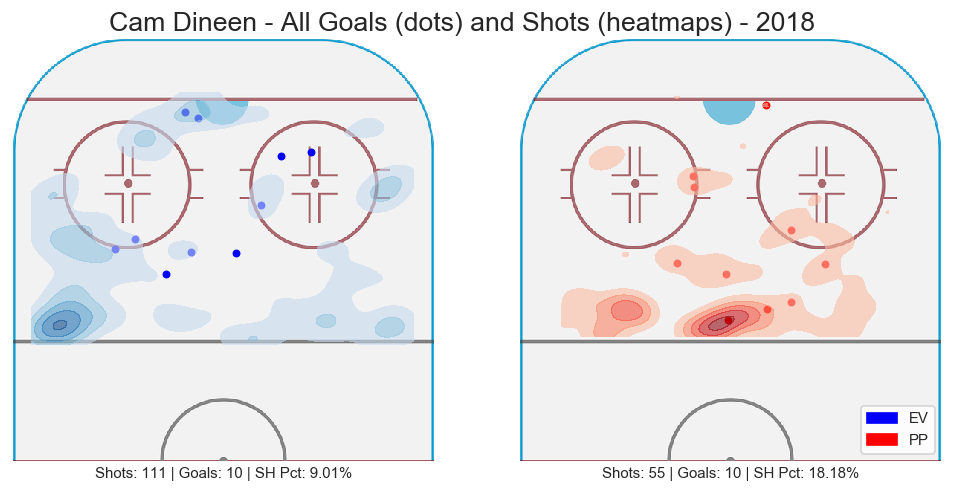 Cam Dineen - All Goals (dots) and Shots (heatmaps) - 2018
EV
PP
Shots: 111 | Goals: 10 | SH Pct: 9.01%
Shots: 55 | Goals: 10 | SH Pct: 18.18%